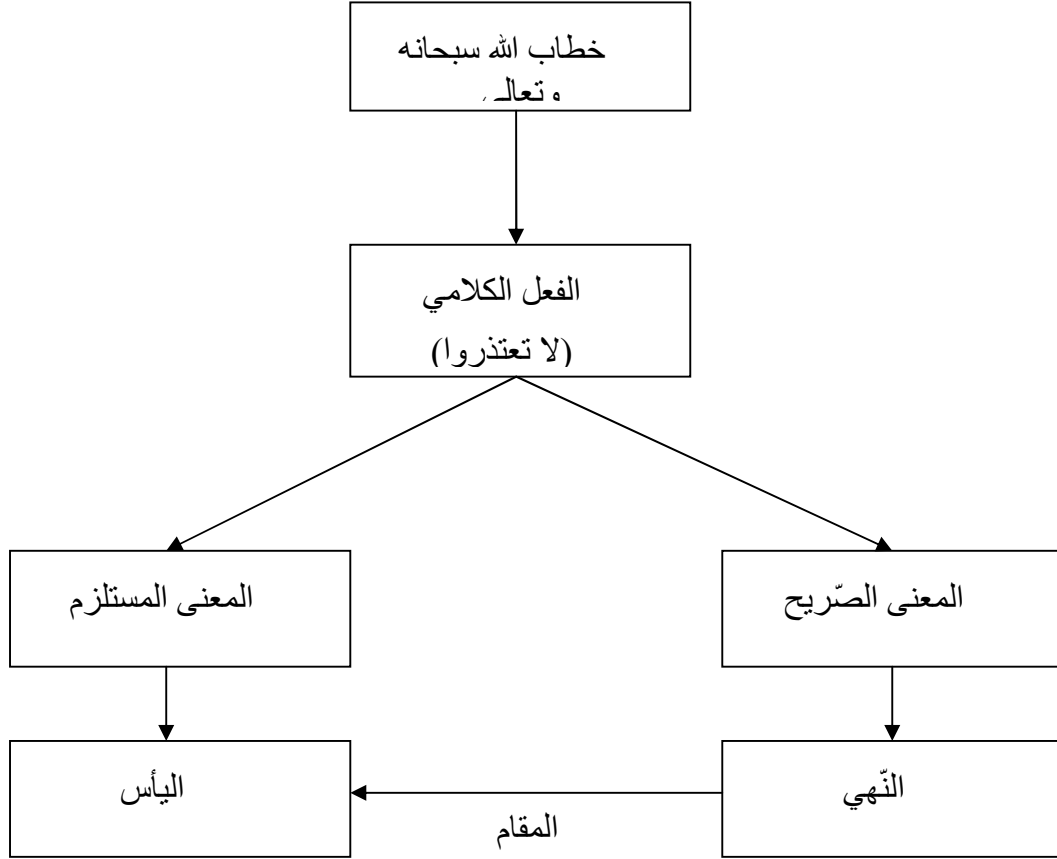 خطاب الله سبحانه
وتعالى
الفعل الكلامي
(لا تعتذروا)
المعنى الصّريح
المعنى المستلزم
النّهي
اليأس
المقام